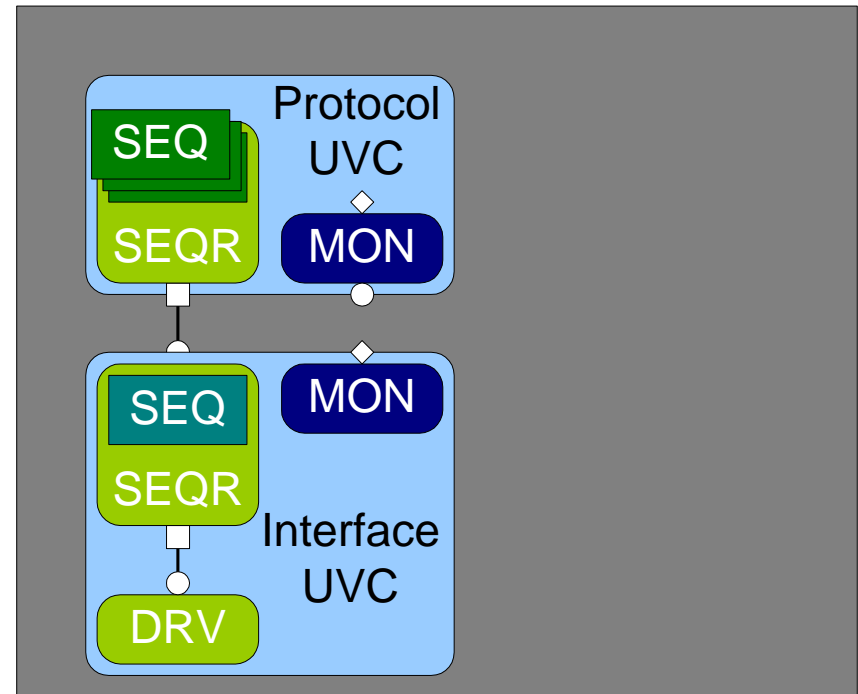 Protocol
UVC
SEQ
SEQR
MON
SEQ
MON
SEQR
Interface
UVC
DRV